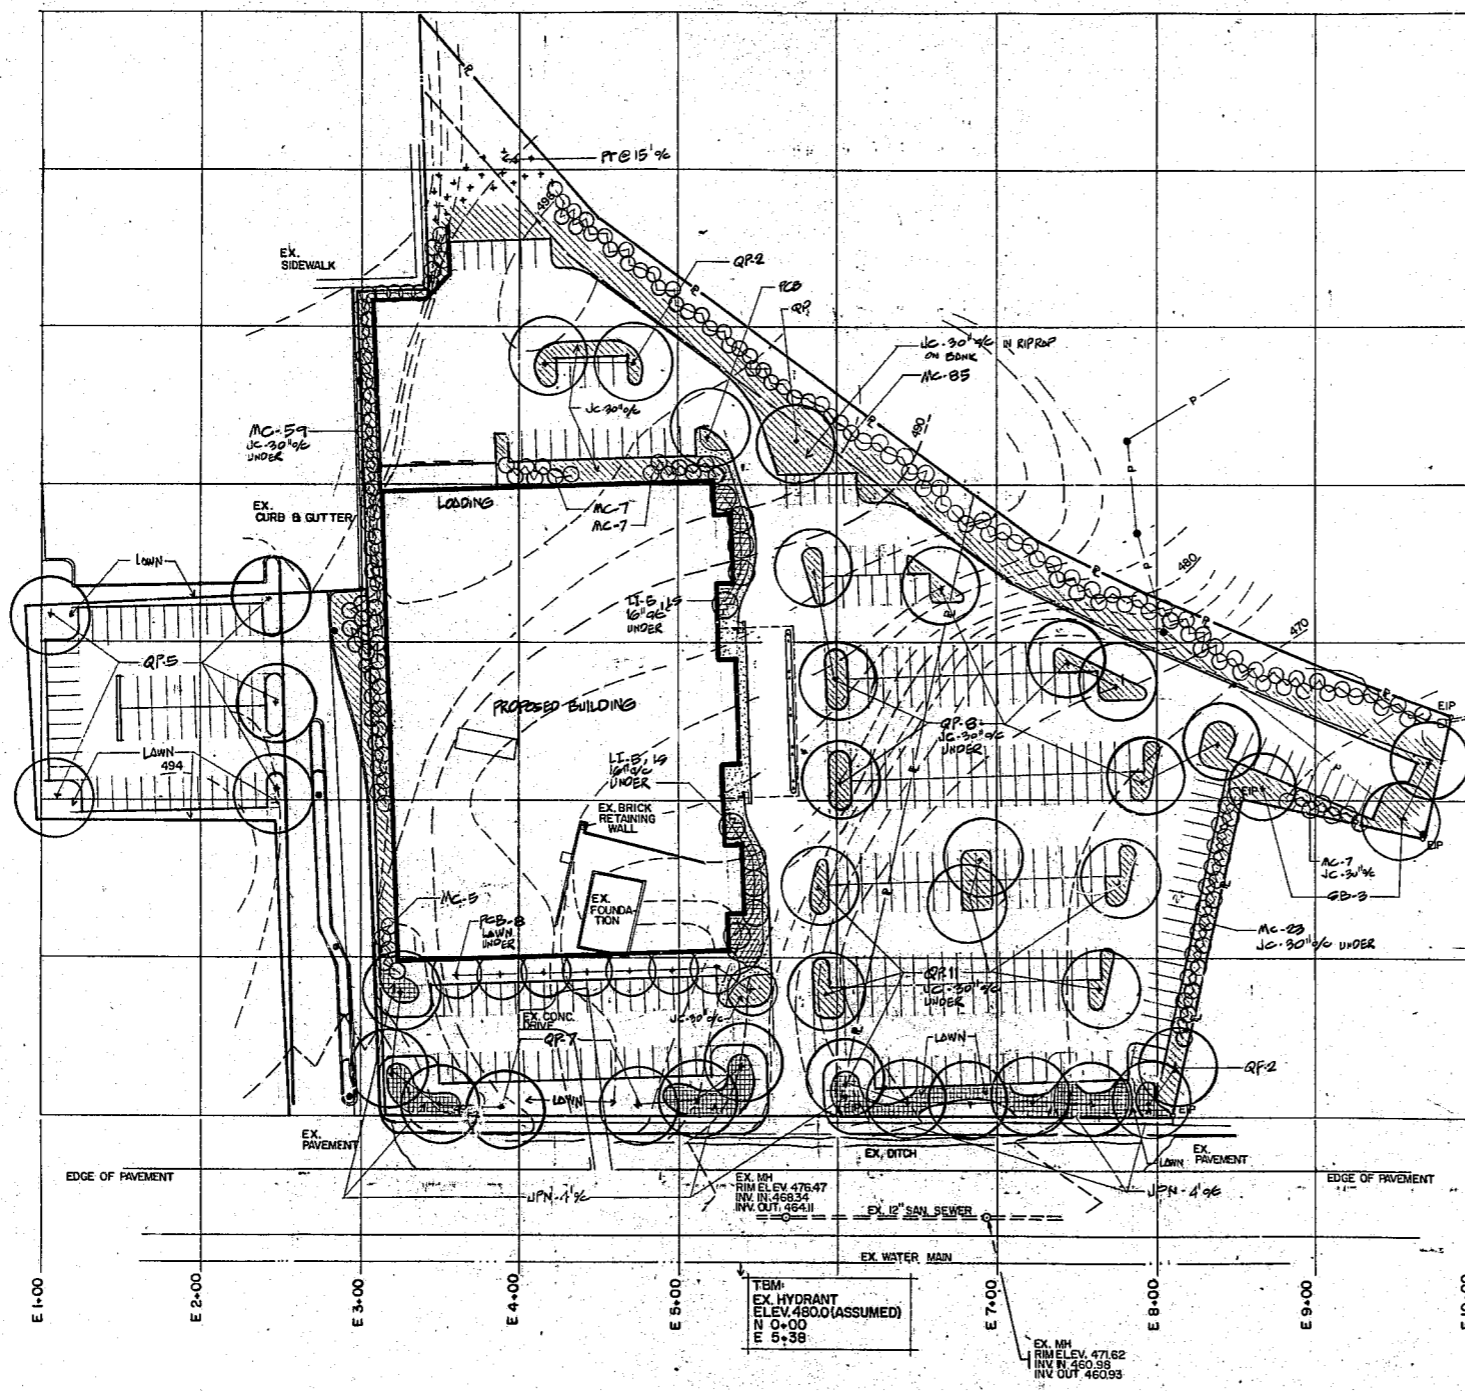 PT @ 15' o/c
498
EX.
SIDEWALK
QP-2
PCB
QP
JC-30" o/c IN RIPRAP
ON BANK
MC-85
P
490
JC-30" o/c
MC-59
JC-30" o/c
UNDER
LOADING
MC-7
MC-7
EX.
CURB & GUTTER
LAWN
480
16" o/c
UNDER
470
QP-5
EIP
PROPOSED BUILDING
QP-8
JC-30" o/c
UNDER
LAWN
494
16" o/c
UNDER
EX. BRICK
RETAINING
WALL
EIP
EIP
MC-7
JC-30" o/c
GB-3
MC-5
EX.
FOUNDA-
TION
PCB-8
LAWN
UNDER
MC-23
JC-30" o/c UNDER
QP-11
JC-30" o/c
UNDER
EX. CONC.
DRIVE
JC-30" o/c
QP-7
LAWN
QP-2
LAWN
EIP
EX.
PAVEMENT
EX. DITCH
LAWN
EX.
PAVEMENT
EDGE OF PAVEMENT
EDGE OF PAVEMENT
JPN-4' o/c
EX. MH
RIM ELEV. 476.47
INV. IN. 468.34
INV. OUT. 464.11
JPN-4' o/c
EX. 12" SAN. SEWER
EX. WATER MAIN
E 1+00
E 2+00
E 3+00
E 4+00
E 5+00
TBM:
EX. HYDRANT
ELEV. 480.0 (ASSUMED)
N 0+00
E 5+38
E 7+00
E 8+00
E 9+00
EX. MH
RIM ELEV. 471.62
INV. IN 460.98
INV. OUT 460.93